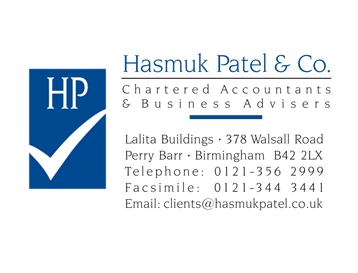 HP
Hasmuk Patel & Co.
Chartered Accountants
& Business Advisers
Lalita Buildings · 378 Walsall Road
Perry Barr · Birmingham B42 2LX
Telephone: 0121-356 2999
Facsimile: 0121-344 3441
Email: clients@hasmukpatel.co.uk